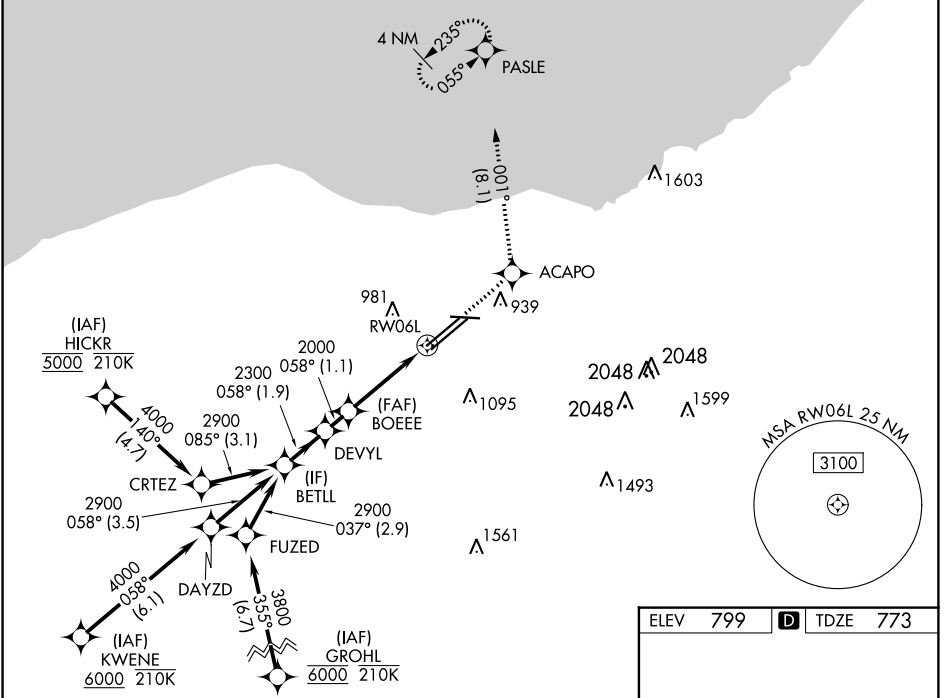 4 NM
235°
055°
PASLE
001°
(8.1)
1603
ACAPO
981
939
RW06L
(IAF)
HICKR
5000 210K
2000
058° (1.1)
2300
058° (1.9)
2048
2048
2048
1599
1095
(FAF)
BOEEE
4000
140°
(4.7)
2900
085° (3.1)
DEVYL
MSA RW06L 25 NM
3100
CRTEZ
(IF)
BETLL
1493
2900
058° (3.5)
2900
037° (2.9)
FUZED
1561
DAYZD
4000
058°
(6.1)
3800
355°
(6.7)
(IAF)
KWENE
6000 210K
(IAF)
GROHL
6000 210K
ELEV 799 D TDZE 773